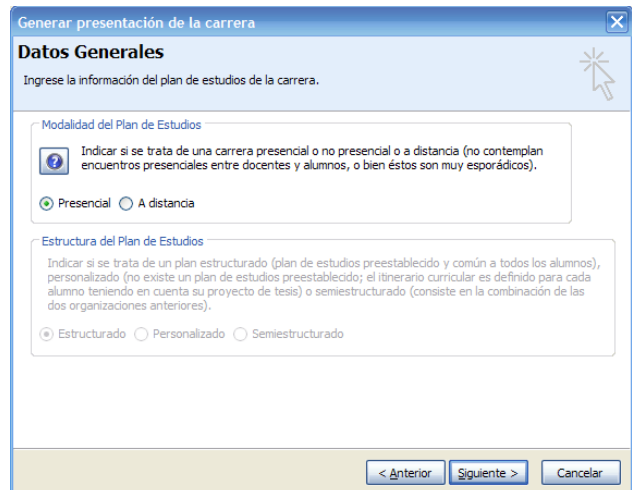 Generar presentación de la carrera
Datos Generales
Ingrese la información del plan de estudios de la carrera.
Modalidad del Plan de Estudios
Indicar si se trata de una carrera presencial o no presencial o a distancia (no contemplan
encuentros presenciales entre docentes y alumnos, o bien éstos son muy esporádicos).
Presencial A distancia
Estructura del Plan de Estudios
Indicar si se trata de un plan estructurado (plan de estudios preestablecido y común a todos los alumnos),
personalizado (no existe un plan de estudios preestablecido; el itinerario curricular es definido para cada
alumno teniendo en cuenta su proyecto de tesis) o semiestructurado (consiste en la combinación de las
dos organizaciones anteriores).
Estructurado Personalizado Semiestructurado
< Anterior Siguiente > Cancelar